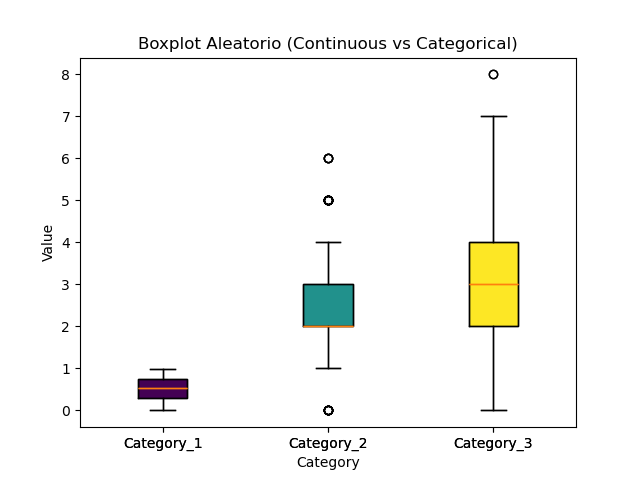 Boxplot Aleatorio (Continuous vs Categorical)
8
7
6
5
4
3
2
1
0
Value
Category_1
Category_2
Category_3
Category